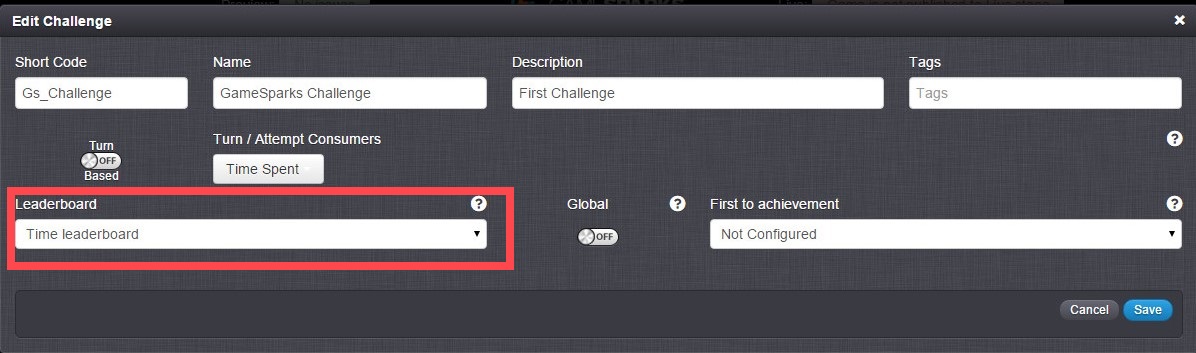 Edit Challenge
Short Code Name Description Tags
Gs_Challenge GameSparks Challenge First Challenge Tags
Turn Turn / Attempt Consumers
OFF Time Spent
Based
Leaderboard Global First to achievement
Time leaderboard OFF Not Configured
Cancel Save